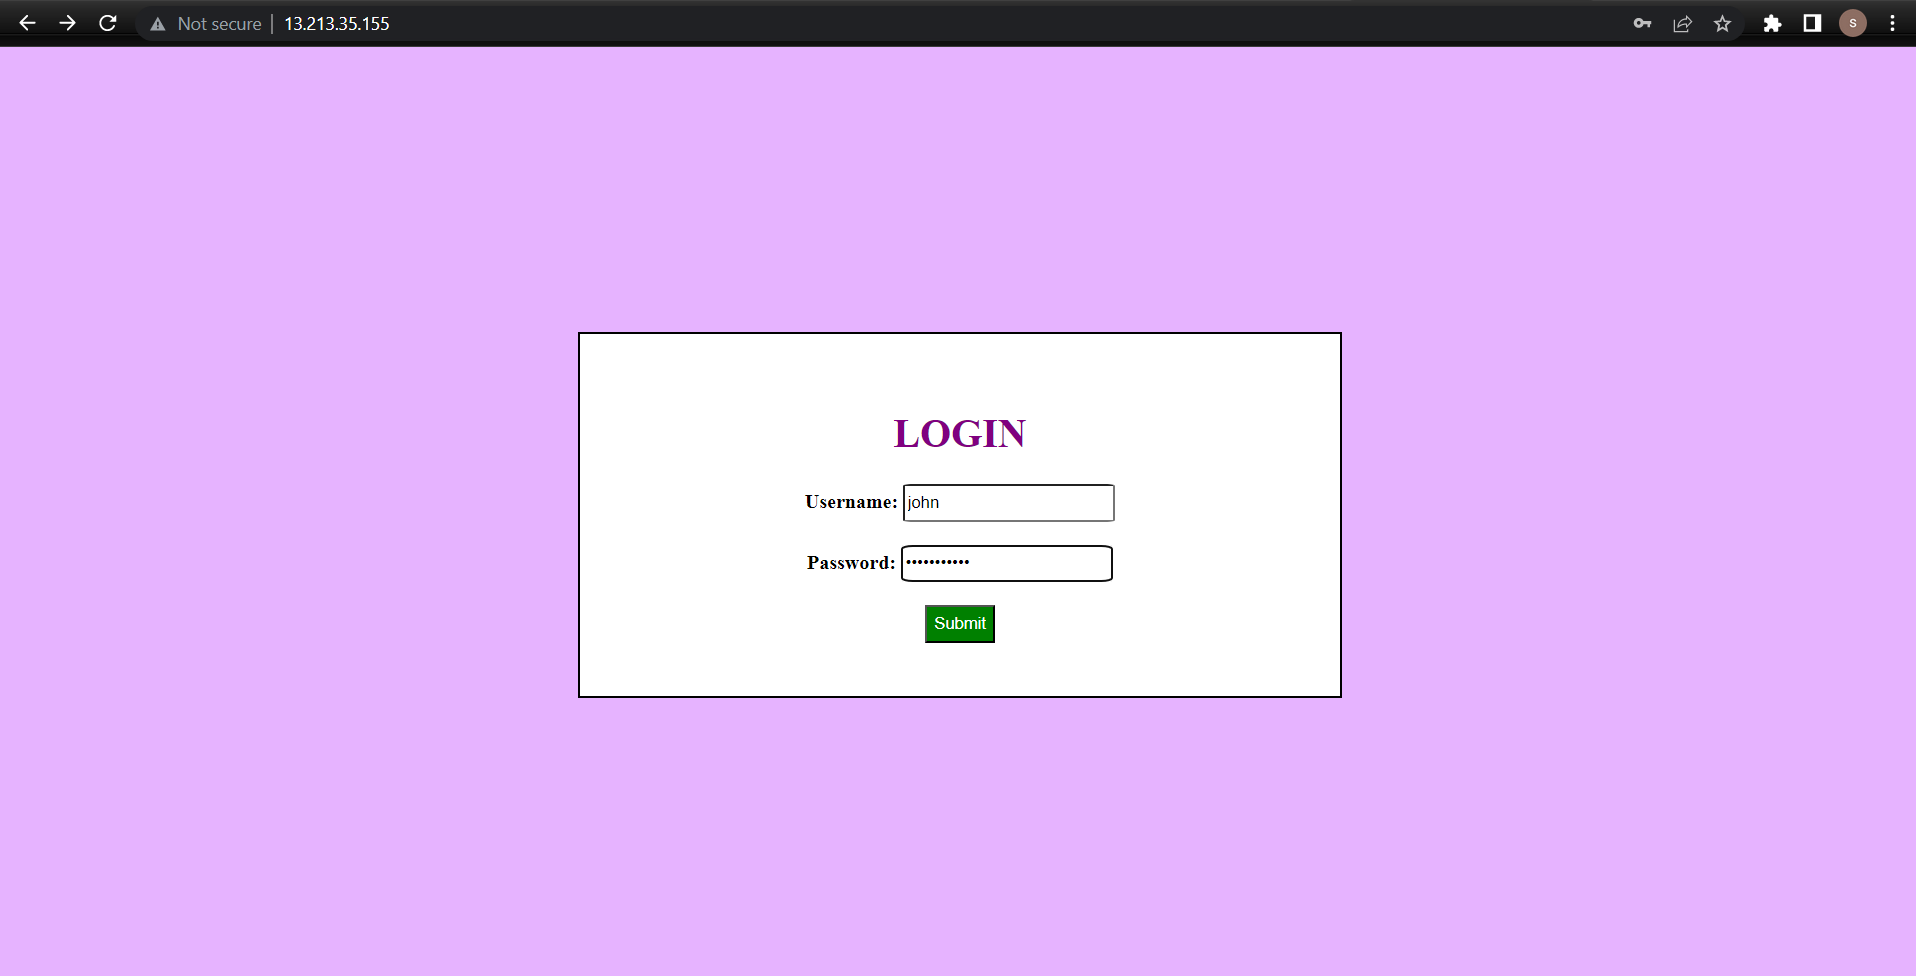 Not secure | 13.213.35.155
S
LOGIN
Username: john
Password: •••••••••••
Submit